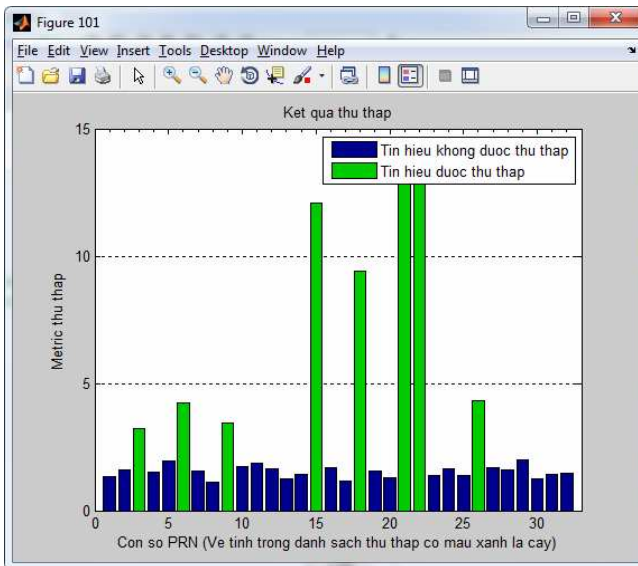 Figure 101
File Edit View Insert Tools Desktop Window Help
Ket qua thu thap
15
Tin hieu khong duoc thu thap
Tin hieu duoc thu thap
10
Metric thu thap
5
0
0 5 10 15 20 25 30
Con so PRN (Ve tinh trong danh sach thu thap co mau xanh la cay)